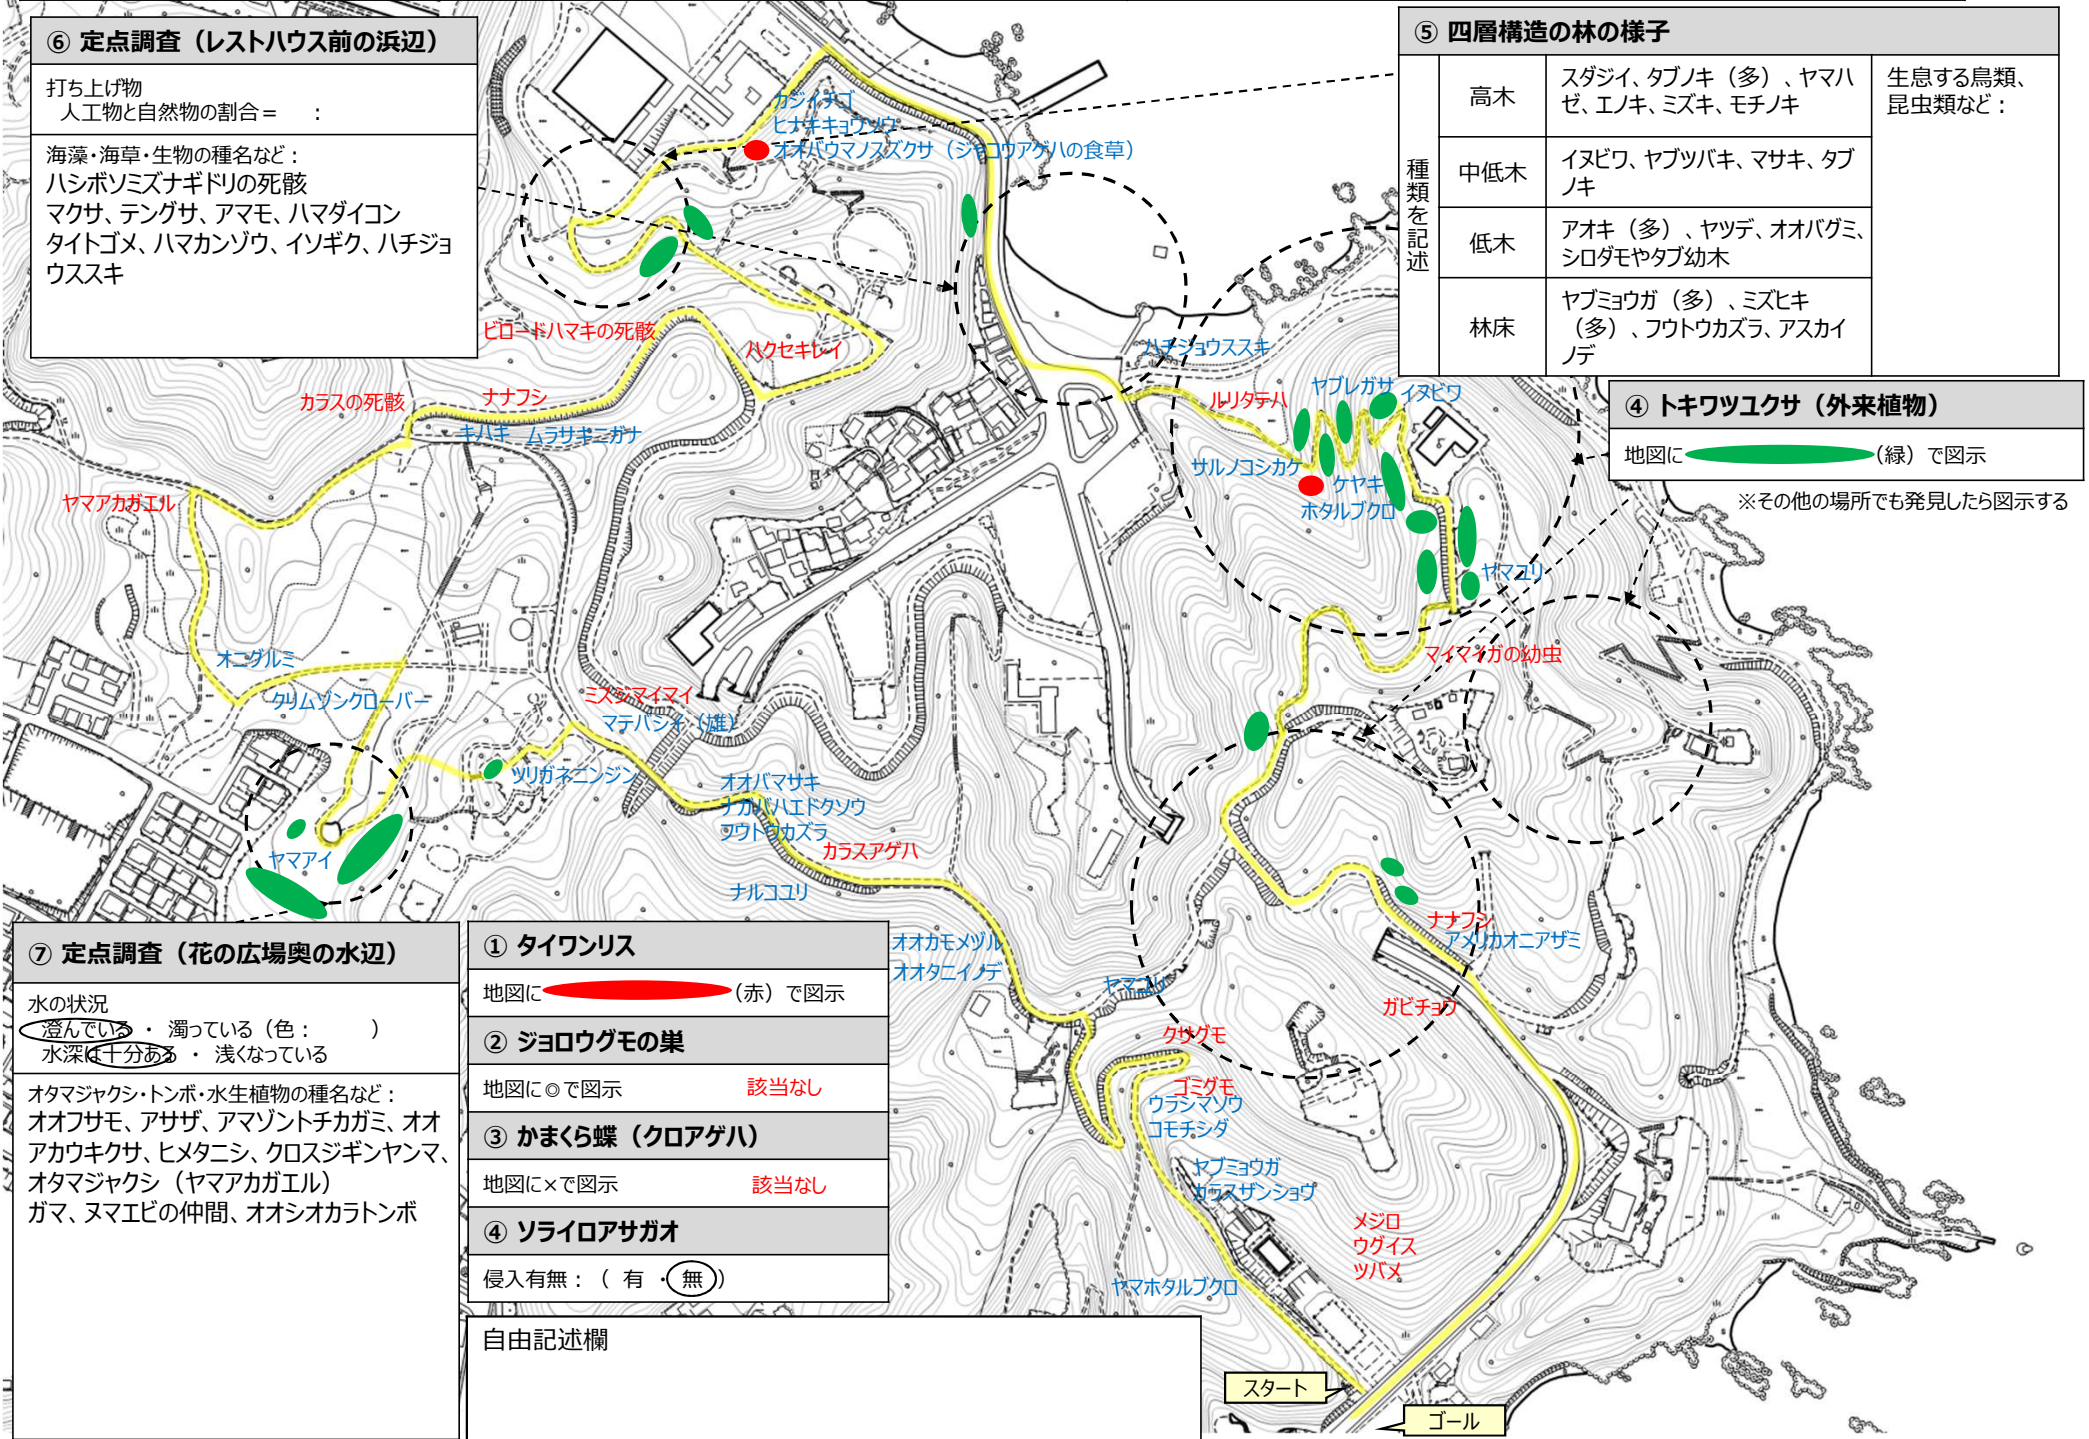 ⑥ 定点調査（レストハウス前の浜辺）
打ち上げ物
人工物と自然物の割合＝　：
海藻・海草・生物の種名など：
ハシボソミズナギドリの死骸
マクサ、テングサ、アマモ、ハマダイコン
タイトゴメ、ハマカンゾウ、イソギク、ハチジョ
ウススキ
⑤ 四層構造の林の様子
種類を記述
高木
スダジイ、タブノキ（多）、ヤマハ
ゼ、エノキ、ミズキ、モチノキ
中低木
イヌビワ、ヤブツバキ、マサキ、タブ
ノキ
低木
アオキ（多）、ヤツデ、オオバグミ、
シロダモやタブ幼木
林床
ヤブミョウガ（多）、ミズヒキ
（多）、フウトウカズラ、アスカイ
ノデ
生息する鳥類、
昆虫類など：
④ トキワツユクサ（外来植物）
地図に（緑）で図示
※その他の場所でも発見したら図示する
カジイチゴ
ヒナキキョウソウ
オオバウマノスズクサ（ジャコウアゲハの食草）
ビロードハマキの死骸
ハクセキレイ
ナナフシ
カラスの死骸
キハギ
ムラサキニガナ
ヤマアカガエル
ハチジョウススキ
ルリタテハ
ヤブレガサ
イヌビワ
サルノコシカケ
ケヤキ
ホタルブクロ
ヤマユリ
マイマイガの幼虫
オニグルミ
クリムゾンクローバー
ミスジマイマイ
マテバシイ（雄）
ツリガネニンジン
オオバマサキ
ナガバハエドクソウ
フウトウカズラ
カラスアゲハ
ナルコユリ
ヤマアイ
オオカモメヅル
オオタニイノデ
ヤマユリ
ナナフシ
アメリカオニアザミ
ガビチョウ
クサグモ
ゴミグモ
ウラシマソウ
コモチシダ
ヤブミョウガ
カラスザンショウ
メジロ
ウグイス
ツバメ
ヤマホタルブクロ
スタート
ゴール
⑦ 定点調査（花の広場奥の水辺）
水の状況
澄んでいる ・ 濁っている（色：　　　）
水深は十分ある ・ 浅くなっている
オタマジャクシ・トンボ・水生植物の種名など：
オオフサモ、アサザ、アマゾントチカガミ、オオ
アカウキクサ、ヒメタニシ、クロスジギンヤンマ、
オタマジャクシ（ヤマアカガエル）
ガマ、ヌマエビの仲間、オオシオカラトンボ
① タイワンリス
地図に（赤）で図示
② ジョロウグモの巣
地図に◎で図示　該当なし
③ かまくら蝶（クロアゲハ）
地図に×で図示　該当なし
④ ソライロアサガオ
侵入有無：（ 有 ・ 無 ）
自由記述欄